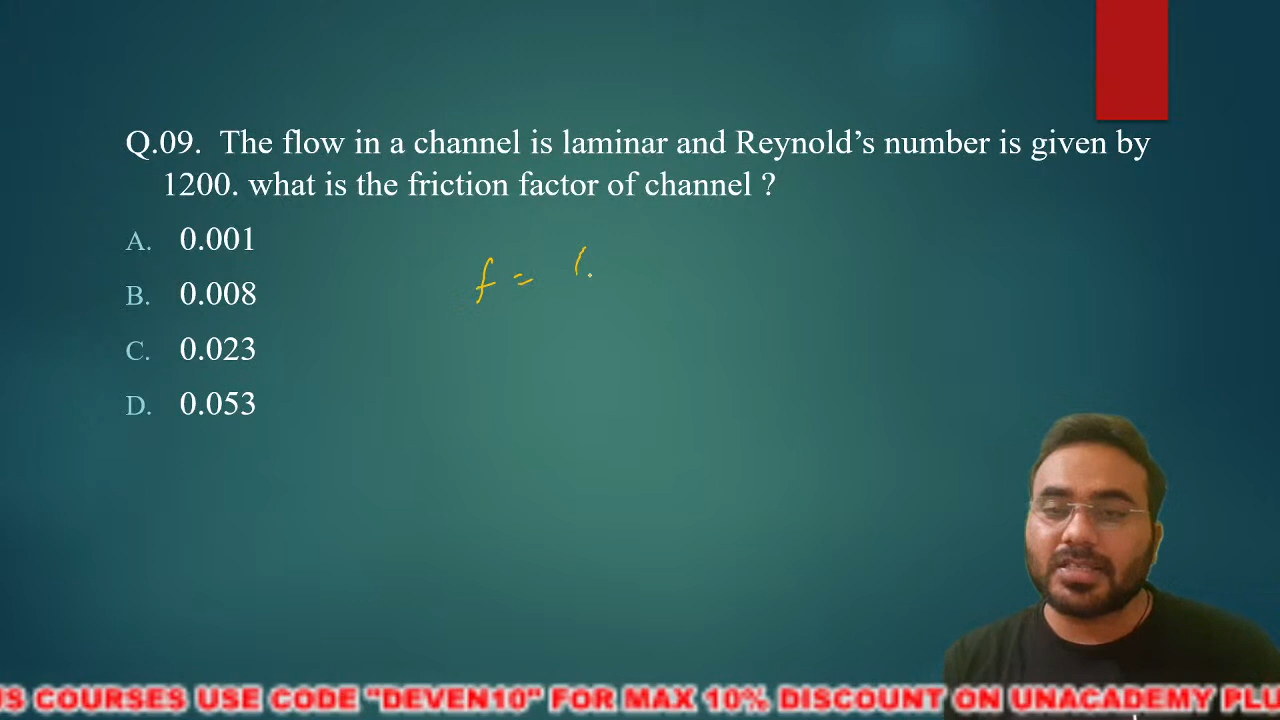 Q.09. The flow in a channel is laminar and Reynold’s number is given by
1200. what is the friction factor of channel ?
A. 0.001
f =
B. 0.008
C. 0.023
D. 0.053
US COURSES USE CODE "DEVEN10" FOR MAX 10% DISCOUNT ON UNACADEMY PLU